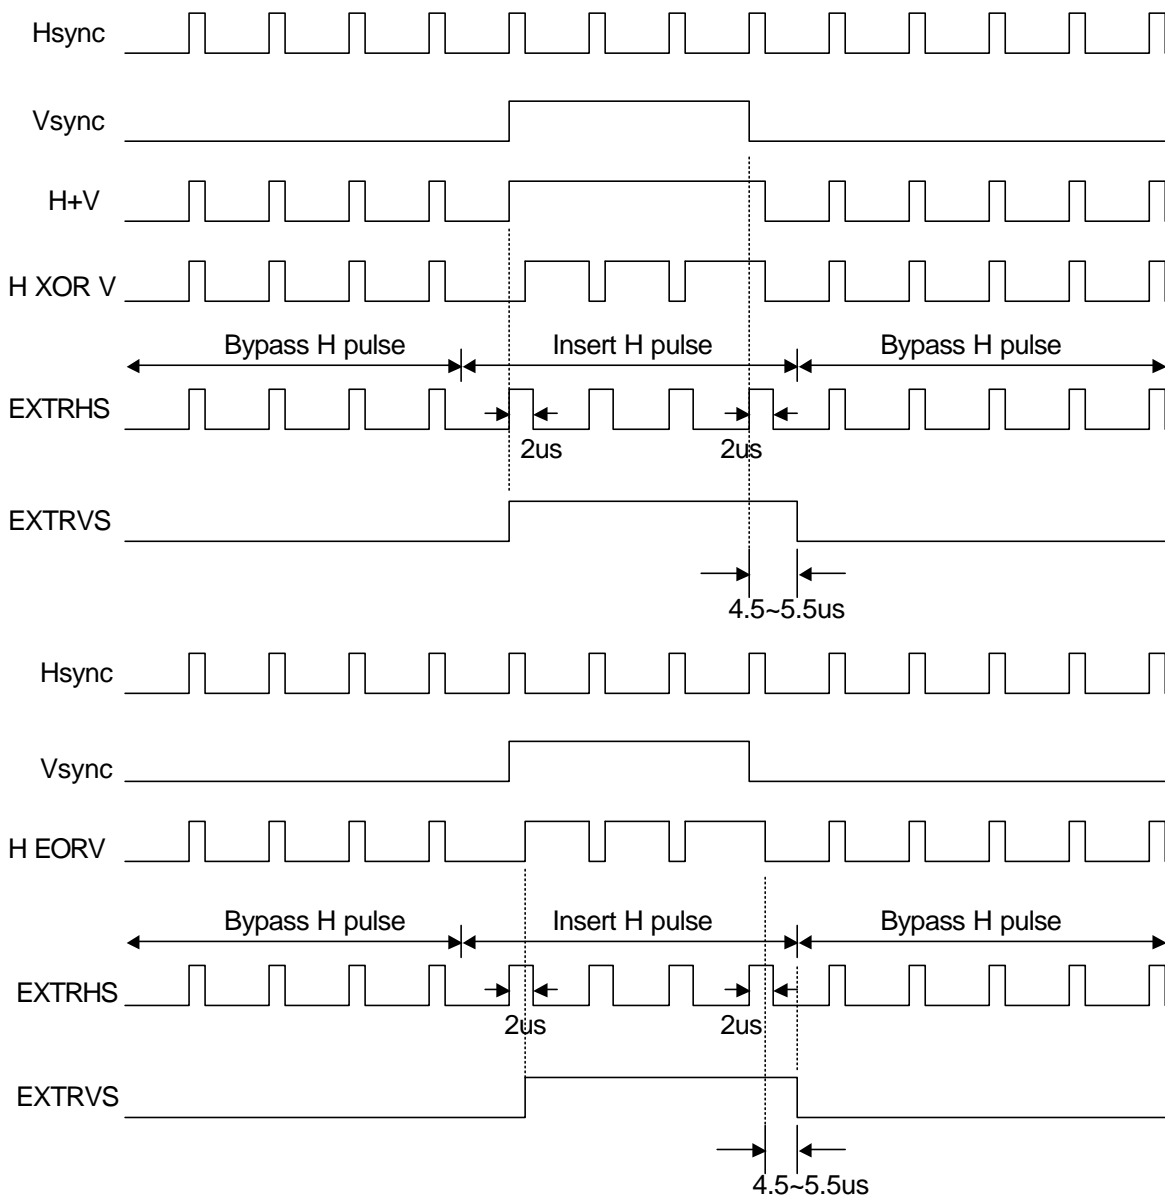 Hsync
Vsync
H+V
H XOR V
Bypass H pulse Insert H pulse Bypass H pulse
EXTRHS
2us 2us
EXTRVS
4.5~5.5us
Hsync
Vsync
H EORV
Bypass H pulse Insert H pulse Bypass H pulse
EXTRHS
2us 2us
EXTRVS
4.5~5.5us